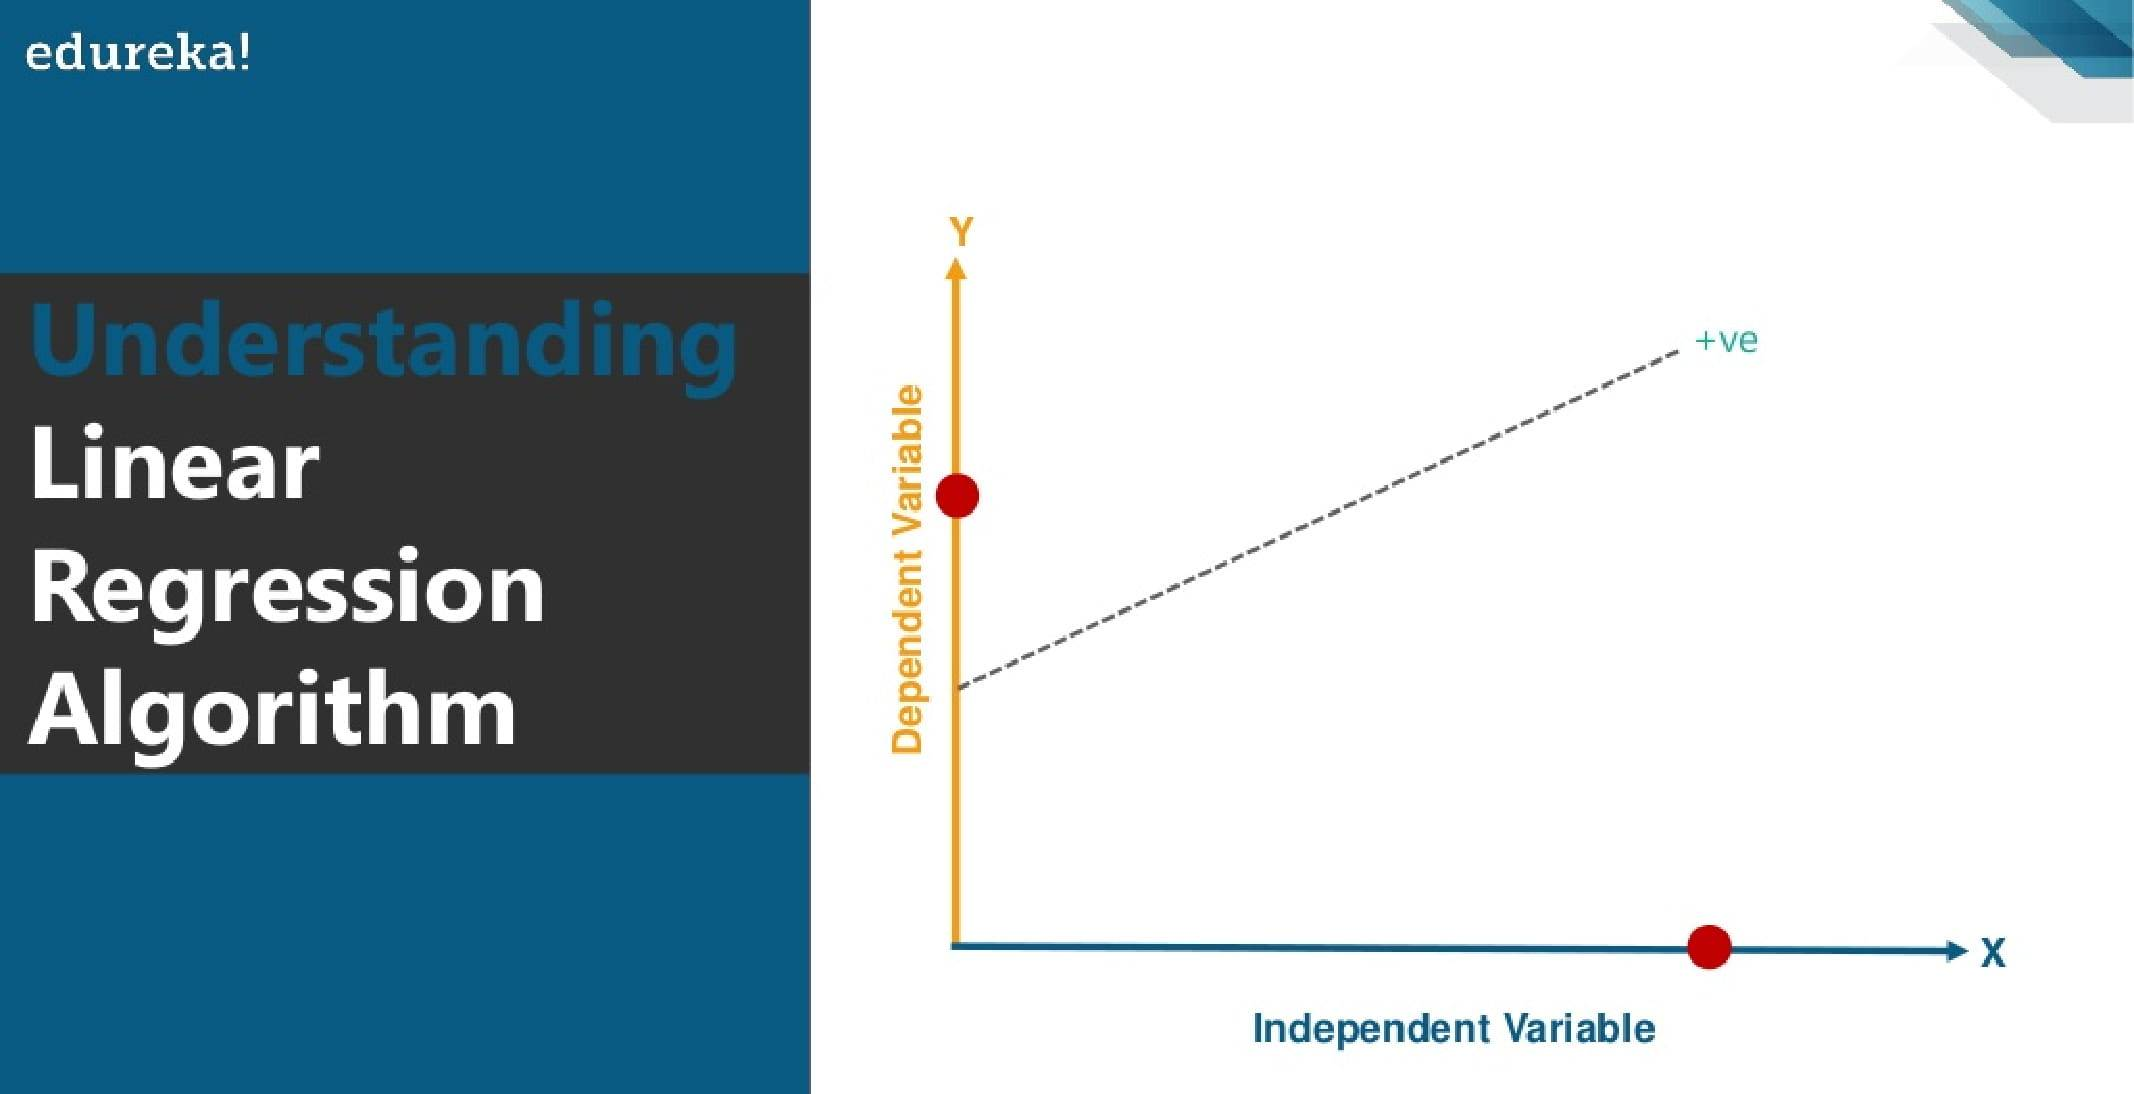 edureka!
Understanding
Linear
Regression
Algorithm
Y
+ve
Dependent Variable
X
Independent Variable